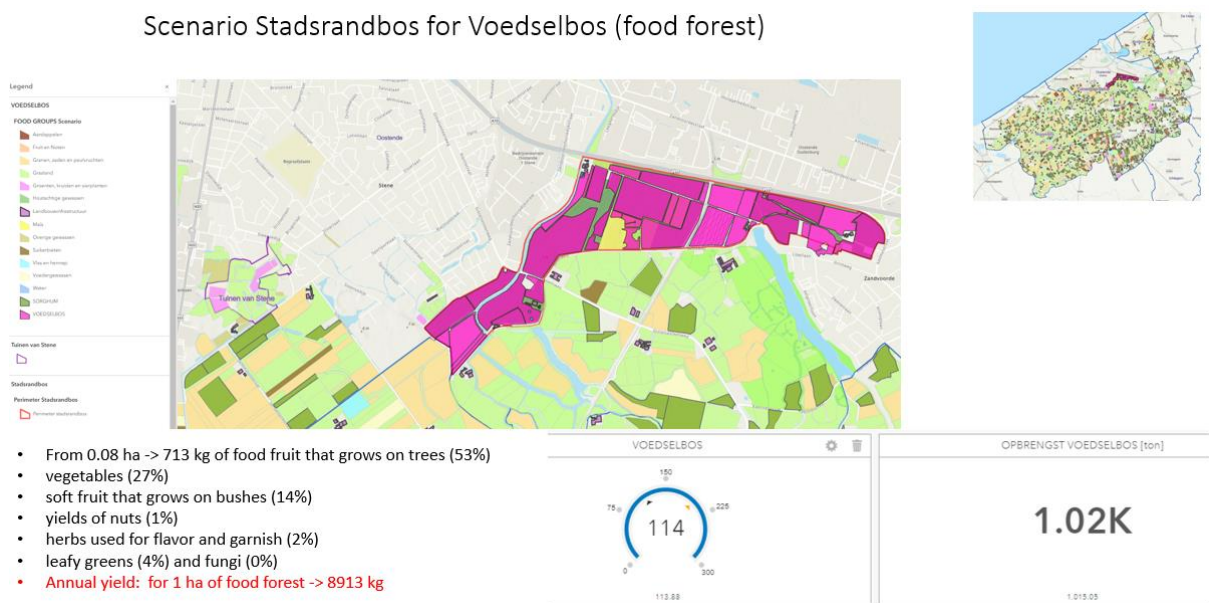 Scenario Stadsrandbos for Voedselbos (food forest)
Legend
VOEDSELBOS
FOOD GROUPS Scenario
Aardappelen
Fruit en Noten
Granen, zaden en peulvruchten
Grasland
Groenten, kruiden en sierplanten
Houtachtige gewassen
Landbouwinfrastructuur
Maïs
Overige gewassen
Suikerbieten
Vlas en hennep
Voedergewassen
Water
SORGHUM
VOEDSELBOS
Tuinen van Stene
Stadsrandbos
Perimeter Stadsrandbos
Perimeter stadsrandbos
Oostende
Stene
Tuinen van Stene
Zandvoorde
• From 0.08 ha -> 713 kg of food fruit that grows on trees (53%)
• vegetables (27%)
• soft fruit that grows on bushes (14%)
• yields of nuts (1%)
• herbs used for flavor and garnish (2%)
• leafy greens (4%) and fungi (0%)
• Annual yield: for 1 ha of food forest -> 8913 kg
VOEDSELBOS
150
75
225
114
0
300
113.88
OPBRENGST VOEDSELBOS [ton]
1.02K
1,015.05